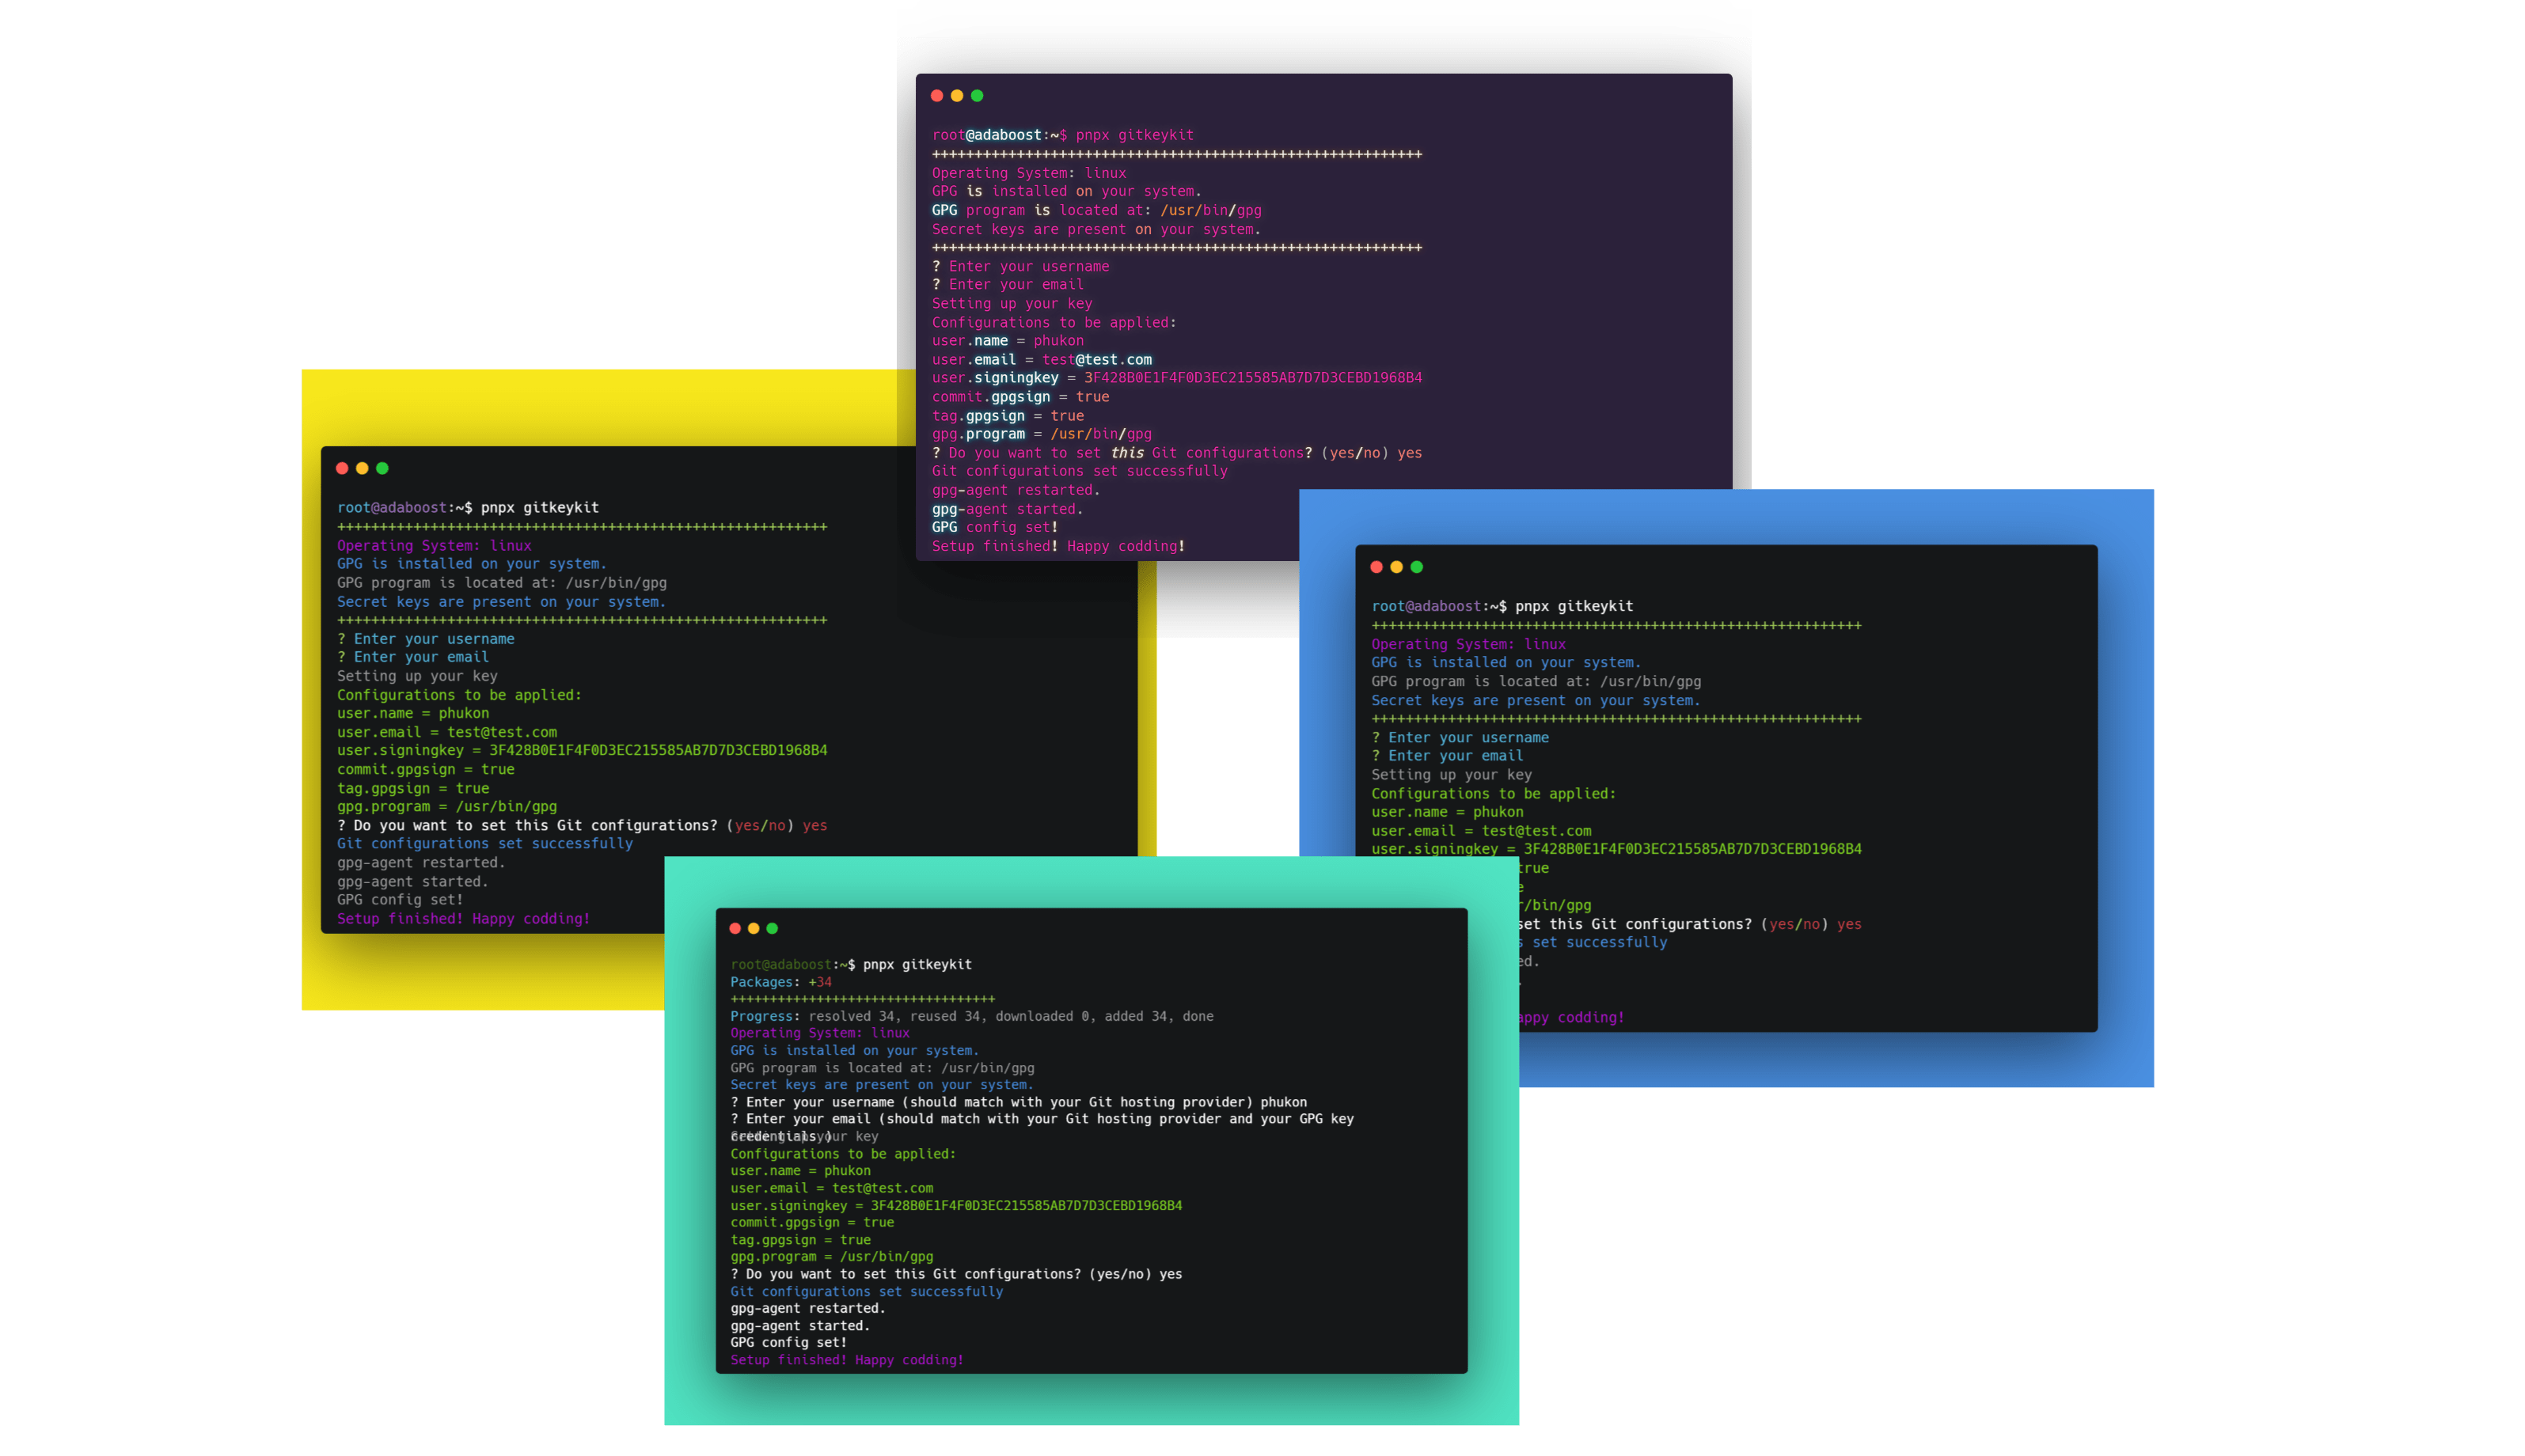 root@adaboost:~$ pnpx gitkeykit
++++++++++++++++++++++++++++++++++++++++++++++++++++++++++
Operating System: linux
GPG is installed on your system.
GPG program is located at: /usr/bin/gpg
Secret keys are present on your system.
++++++++++++++++++++++++++++++++++++++++++++++++++++++++++
? Enter your username
? Enter your email
Setting up your key
Configurations to be applied:
user.name = phukon
user.email = test@test.com
user.signingkey = 3F428B0E1F4F0D3EC215585AB7D7D3CEBD1968B4
commit.gpgsign = true
tag.gpgsign = true
gpg.program = /usr/bin/gpg
? Do you want to set this Git configurations? (yes/no) yes
Git configurations set successfully
gpg-agent restarted.
gpg-agent started.
GPG config set!
Setup finished! Happy codding!
root@adaboost:~$ pnpx gitkeykit
++++++++++++++++++++++++++++++++++++++++++++++++++++++++++
Operating System: linux
GPG is installed on your system.
GPG program is located at: /usr/bin/gpg
Secret keys are present on your system.
++++++++++++++++++++++++++++++++++++++++++++++++++++++++++
? Enter your username
? Enter your email
Setting up your key
Configurations to be applied:
user.name = phukon
user.email = test@test.com
user.signingkey = 3F428B0E1F4F0D3EC215585AB7D7D3CEBD1968B4
commit.gpgsign = true
tag.gpgsign = true
gpg.program = /usr/bin/gpg
? Do you want to set this Git configurations? (yes/no) yes
Git configurations set successfully
gpg-agent restarted.
gpg-agent started.
GPG config set!
Setup finished! Happy codding!
root@adaboost:~$ pnpx gitkeykit
++++++++++++++++++++++++++++++++++++++++++++++++++++++++++
Operating System: linux
GPG is installed on your system.
GPG program is located at: /usr/bin/gpg
Secret keys are present on your system.
++++++++++++++++++++++++++++++++++++++++++++++++++++++++++
? Enter your username
? Enter your email
Setting up your key
Configurations to be applied:
user.name = phukon
user.email = test@test.com
user.signingkey = 3F428B0E1F4F0D3EC215585AB7D7D3CEBD1968B4
true
/bin/gpg
set this Git configurations? (yes/no) yes
set successfully
codding!
root@adaboost:~$ pnpx gitkeykit
Packages: +34
++++++++++++++++++++++++++++++++++
Progress: resolved 34, reused 34, downloaded 0, added 34, done
Operating System: linux
GPG is installed on your system.
GPG program is located at: /usr/bin/gpg
Secret keys are present on your system.
? Enter your username (should match with your Git hosting provider) phukon
? Enter your email (should match with your Git hosting provider and your GPG key
credentials )
your key
Configurations to be applied:
user.name = phukon
user.email = test@test.com
user.signingkey = 3F428B0E1F4F0D3EC215585AB7D7D3CEBD1968B4
commit.gpgsign = true
tag.gpgsign = true
gpg.program = /usr/bin/gpg
? Do you want to set this Git configurations? (yes/no) yes
Git configurations set successfully
gpg-agent restarted.
gpg-agent started.
GPG config set!
Setup finished! Happy codding!